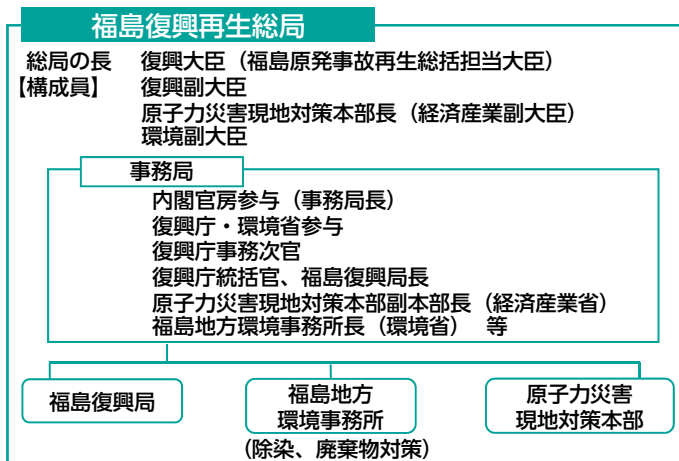 福島復興再生総局
総局の長 復興大臣（福島原発事故再生総括担当大臣）
【構成員】 復興副大臣
原子力災害現地対策本部長（経済産業副大臣）
環境副大臣
事務局
内閣官房参与（事務局長）
復興庁・環境省参与
復興庁事務次官
復興庁統括官、福島復興局長
原子力災害現地対策本部副本部長（経済産業省）
福島地方環境事務所長（環境省） 等
福島復興局
福島地方
環境事務所
（除染、廃棄物対策）
原子力災害
現地対策本部